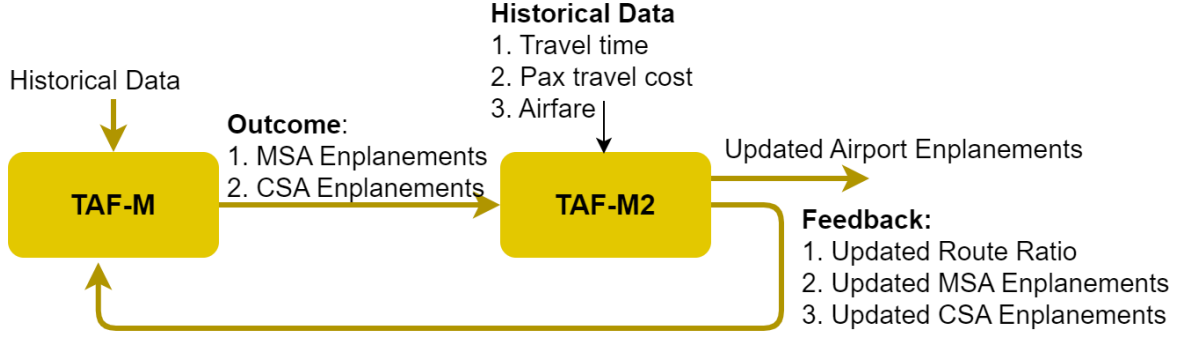 Historical Data
TAF-M
Outcome:
1. MSA Enplanements
2. CSA Enplanements
Historical Data
1. Travel time
2. Pax travel cost
3. Airfare
TAF-M2
Updated Airport Enplanements
Feedback:
1. Updated Route Ratio
2. Updated MSA Enplanements
3. Updated CSA Enplanements